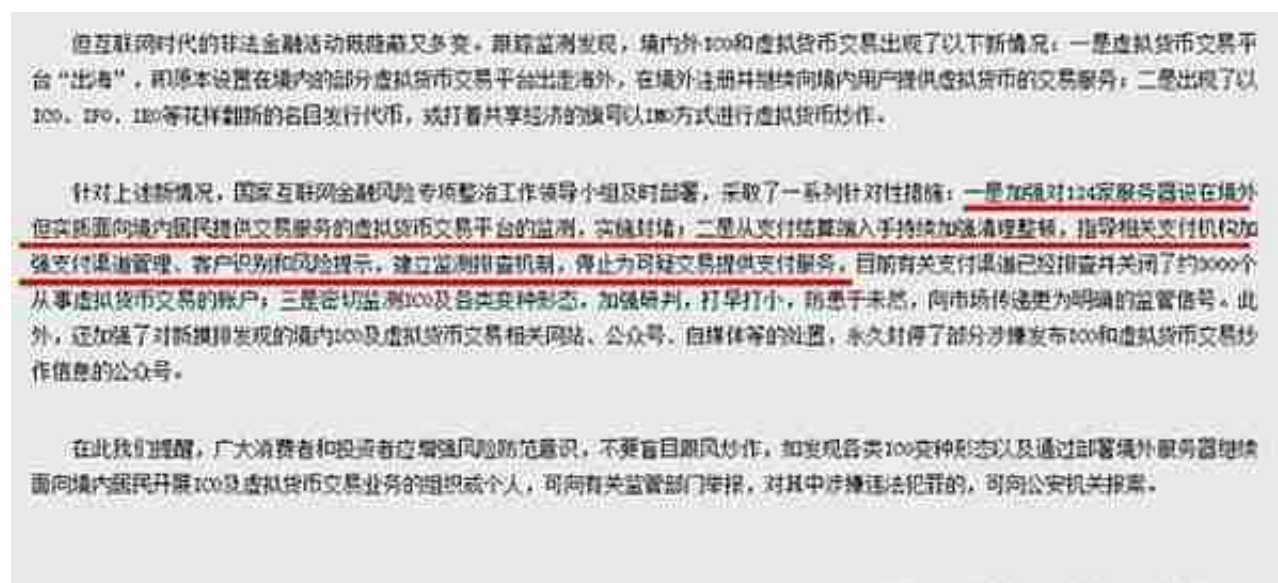 但互联网时代的非法金融活动既隐蔽又多变。跟踪监测发现，境内外ICO和虚拟货币交易出现了以下新情况：一是虚拟货币交易平
台“出海”，即原本设置在境内的部分虚拟货币交易平台出走海外，在境外注册并继续向境内用户提供虚拟货币的交易服务；二是出现了以
ICO、IFO、IEO等花样翻新的名目发行代币，或打着共享经济的旗号以IMO方式进行虚拟货币炒作。
针对上述新情况，国家互联网金融风险专项整治工作领导小组及时部署，采取了一系列针对性措施：一是加强对124家服务器设在境外
但实质面向境内居民提供交易服务的虚拟货币交易平台的监测，实施封堵；二是从支付结算端入手持续加强清理整顿，指导相关支付机构加
强支付渠道管理、客户识别和风险提示，建立监测排查机制，停止为可疑交易提供支付服务。目前有关支付渠道已经排查并关闭了约3000个
从事虚拟货币交易的账户；三是密切监测ICO及各类变种形态，加强研判，打早打小，防患于未然，向市场传递更为明确的监管信号。此
外，还加强了对新摸排发现的境内ICO及虚拟货币交易相关网站、公众号、自媒体等的处置，永久封停了部分涉嫌发布ICO和虚拟货币交易炒
作信息的公众号。
在此我们提醒，广大消费者和投资者应增强风险防范意识，不要盲目跟风炒作，如发现各类ICO变种形态以及通过部署境外服务器继续
面向境内居民开展ICO及虚拟货币交易业务的组织或个人，可向有关监管部门举报，对其中涉嫌违法犯罪的，可向公安机关报案。